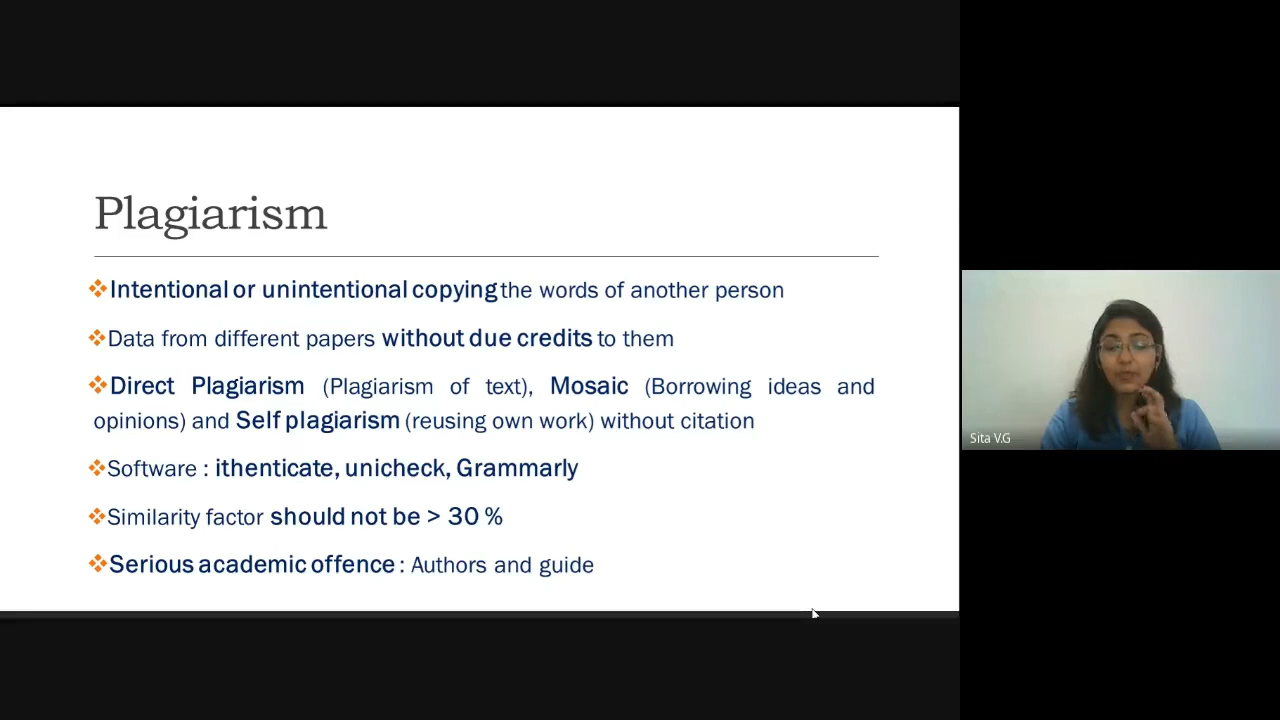 Plagiarism
❖Intentional or unintentional copying the words of another person
❖Data from different papers without due credits to them
❖Direct Plagiarism (Plagiarism of text), Mosaic (Borrowing ideas and
opinions) and Self plagiarism (reusing own work) without citation
❖Software : ithenticate, unicheck, Grammarly
❖Similarity factor should not be > 30 %
❖Serious academic offence : Authors and guide
Sita V.G